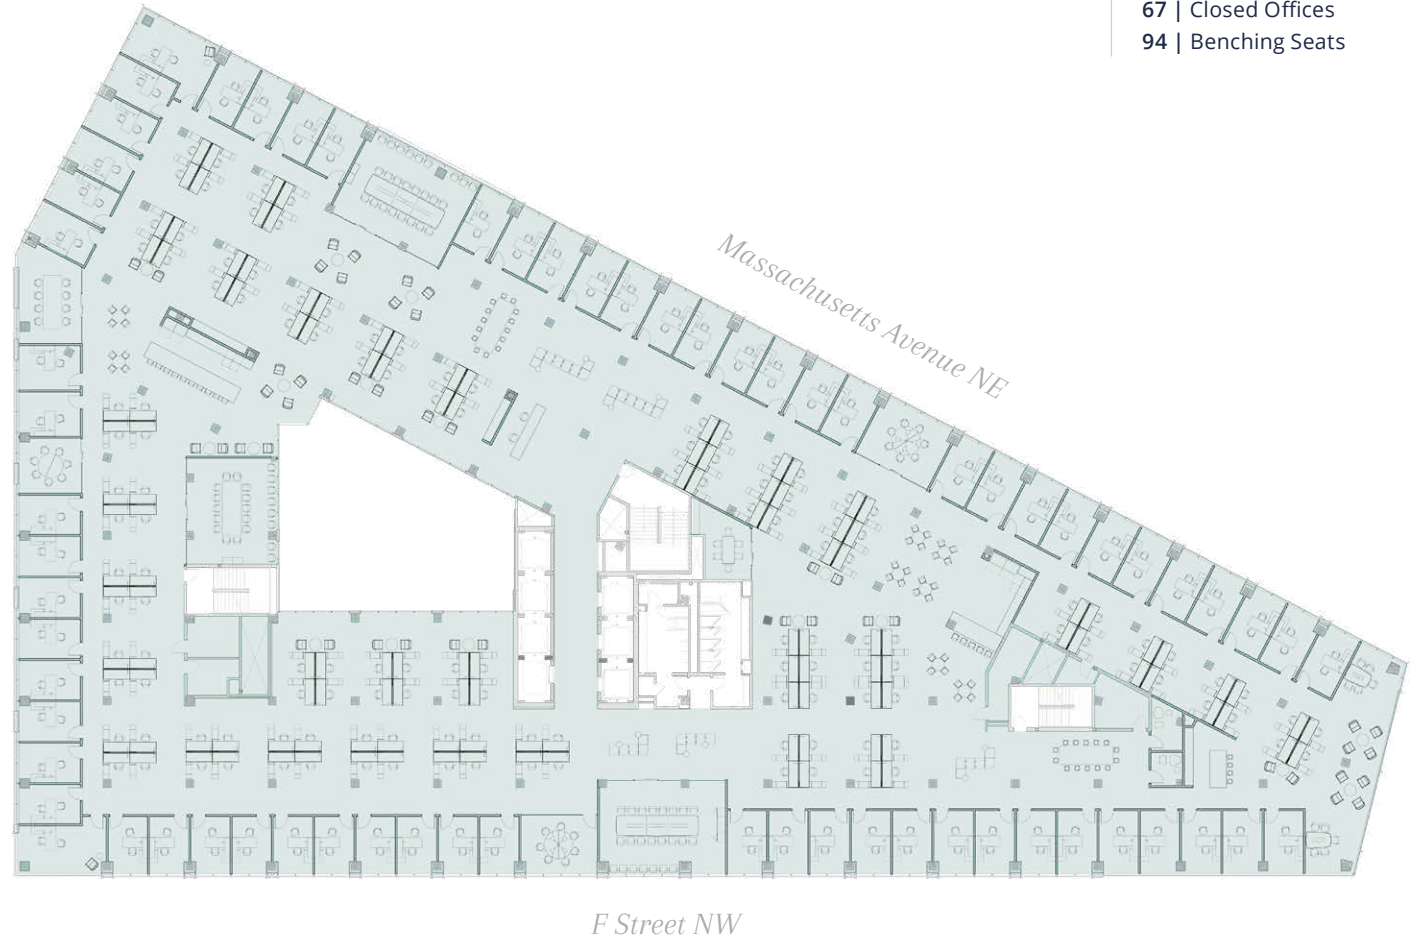 67 | Closed Offices
94 | Benching Seats
Massachusetts Avenue NE
F Street NW